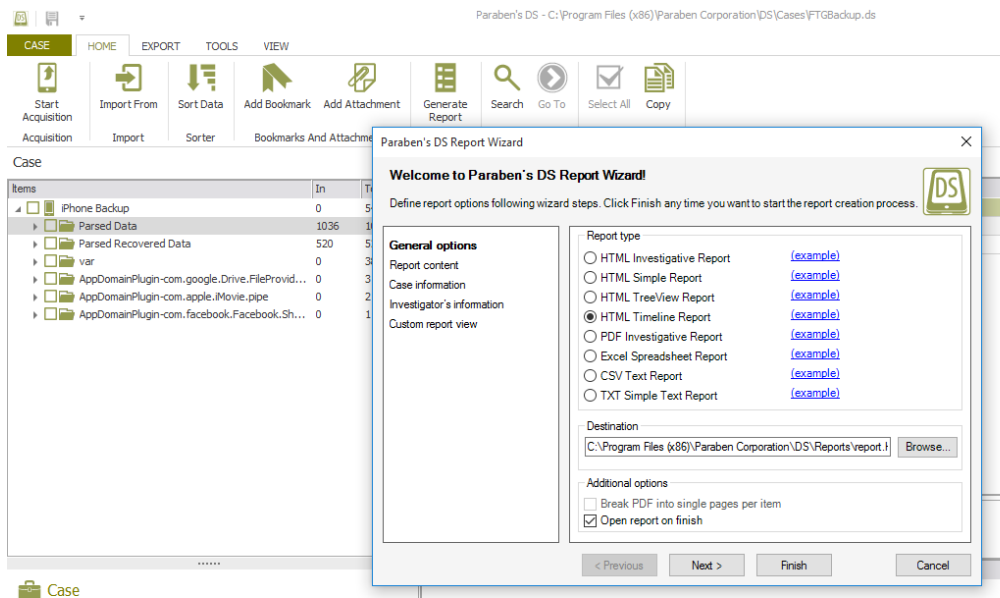 Paraben's DS - C:\Program Files (x86)\Paraben Corporation\DS\Cases\FTGBackup.ds
CASE HOME EXPORT TOOLS VIEW
Start Acquisition
Import From
Sort Data
Add Bookmark
Add Attachment
Generate Report
Search
Go To
Select All
Copy
Acquisition
Import
Sorter
Bookmarks And Attachme
Case
Items In
iPhone Backup 0
Parsed Data 1036
Parsed Recovered Data 520
var 0
AppDomainPlugin-com.google.Drive.FileProvid... 0
AppDomainPlugin-com.apple.iMovie.pipe 0
AppDomainPlugin-com.facebook.Facebook.Sh... 0
Case
Paraben's DS Report Wizard
Welcome to Paraben's DS Report Wizard!
Define report options following wizard steps. Click Finish any time you want to start the report creation process.
DS
General options
Report content
Case information
Investigator's information
Custom report view
Report type
HTML Investigative Report (example)
HTML Simple Report (example)
HTML TreeView Report (example)
HTML Timeline Report (example)
PDF Investigative Report (example)
Excel Spreadsheet Report (example)
CSV Text Report (example)
TXT Simple Text Report (example)
Destination
C:\Program Files (x86)\Paraben Corporation\DS\Reports\report.
Browse...
Additional options
Break PDF into single pages per item
Open report on finish
< Previous Next > Finish Cancel